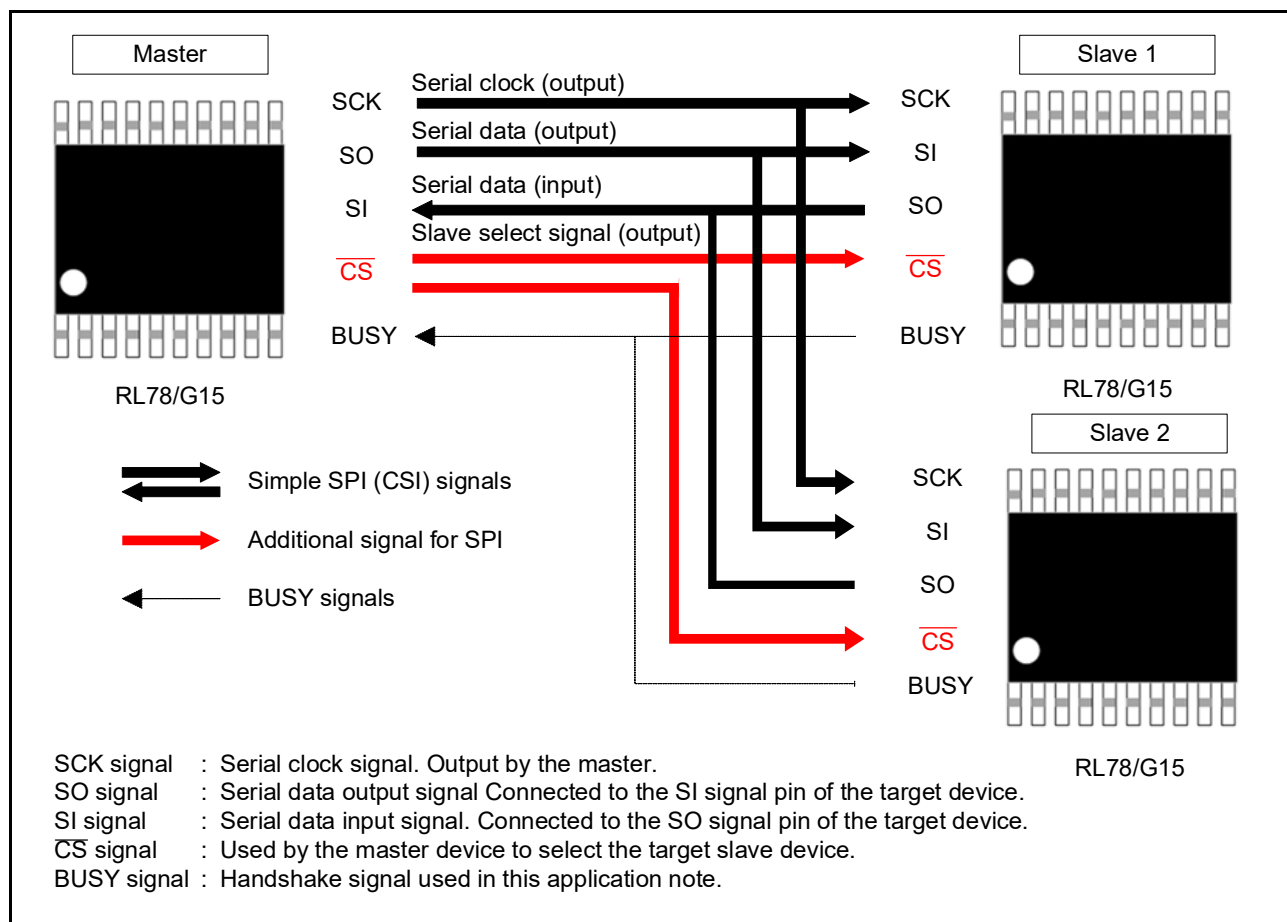 Master
Slave 1
Serial clock (output)
SCK
SCK
Serial data (output)
SO
SI
Serial data (input)
SI
SO
Slave select signal (output)
CS
CS
BUSY
BUSY
RL78/G15
RL78/G15
Slave 2
Simple SPI (CSI) signals
SCK
Additional signal for SPI
SI
BUSY signals
SO
CS
BUSY
RL78/G15
SCK signal : Serial clock signal. Output by the master.
SO signal : Serial data output signal Connected to the SI signal pin of the target device.
SI signal : Serial data input signal. Connected to the SO signal pin of the target device.
CS signal : Used by the master device to select the target slave device.
BUSY signal : Handshake signal used in this application note.